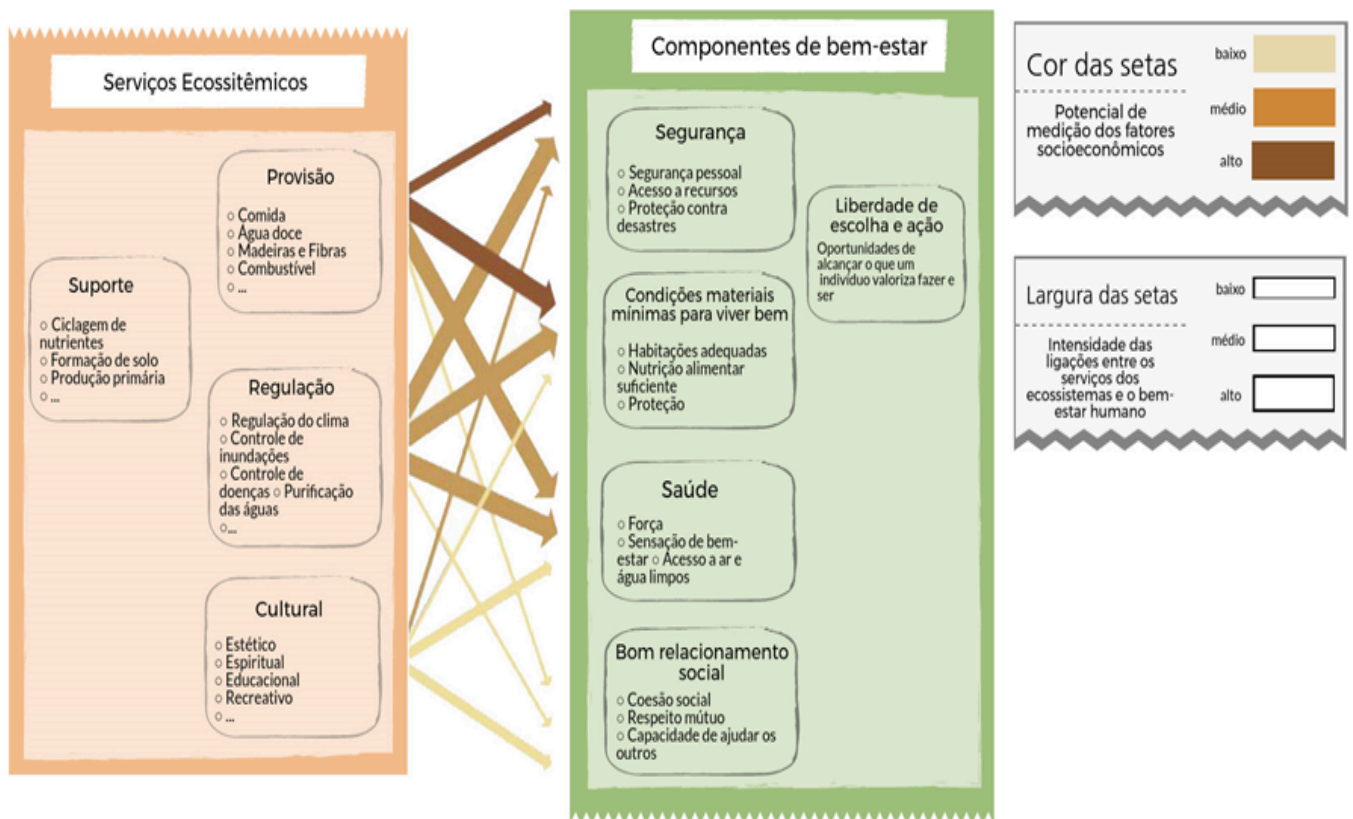 Serviços Ecossitêmicos
Suporte
○ Ciclagem de
nutrientes
○ Formação de solo
○ Produção primária
○ ...
Provisão
○ Comida
○ Água doce
○ Madeiras e Fibras
○ Combustível
○ ...
Regulação
○ Regulação do clima
○ Controle de
inundações
○ Controle de
doenças ○ Purificação
das águas
○...
Cultural
○ Estético
○ Espiritual
○ Educacional
○ Recreativo
○ ...
Componentes de bem-estar
Segurança
○ Segurança pessoal
○ Acesso a recursos
○ Proteção contra
desastres
Condições materiais
mínimas para viver bem
○ Habitações adequadas
○ Nutrição alimentar
suficiente
○ Proteção
Saúde
○ Força
○ Sensação de bem-
estar ○ Acesso a ar e
água limpos
Bom relacionamento
social
○ Coesão social
○ Respeito mútuo
○ Capacidade de ajudar os
outros
Liberdade de
escolha e ação
Oportunidades de
alcançar o que um
indivíduo valoriza fazer e
ser
Cor das setas
Potencial de
medição dos fatores
socioeconômicos
baixo
médio
alto
Largura das setas
Intensidade das
ligações entre os
serviços dos
ecossistemas e o bem-
estar humano
baixo
médio
alto